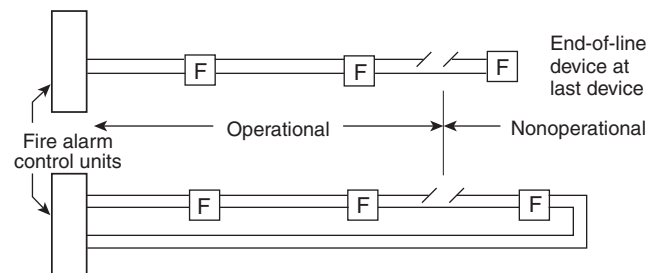 F
F
F
End-of-line
device at
last device
Operational
Nonoperational
Fire alarm
control units
F
F
F